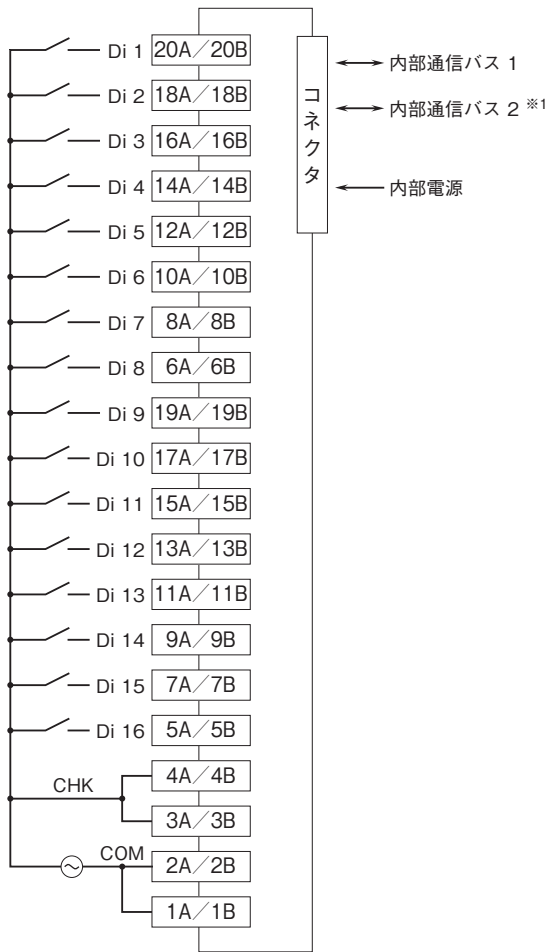 Di 1 20A／20B
Di 2 18A／18B
Di 3 16A／16B
Di 4 14A／14B
Di 5 12A／12B
Di 6 10A／10B
Di 7 8A／8B
Di 8 6A／6B
Di 9 19A／19B
Di 10 17A／17B
Di 11 15A／15B
Di 12 13A／13B
Di 13 11A／11B
Di 14 9A／9B
Di 15 7A／7B
Di 16 5A／5B
4A／4B
CHK
3A／3B
COM
2A／2B
1A／1B
コネクタ
内部通信バス 1
内部通信バス 2 ※1
内部電源